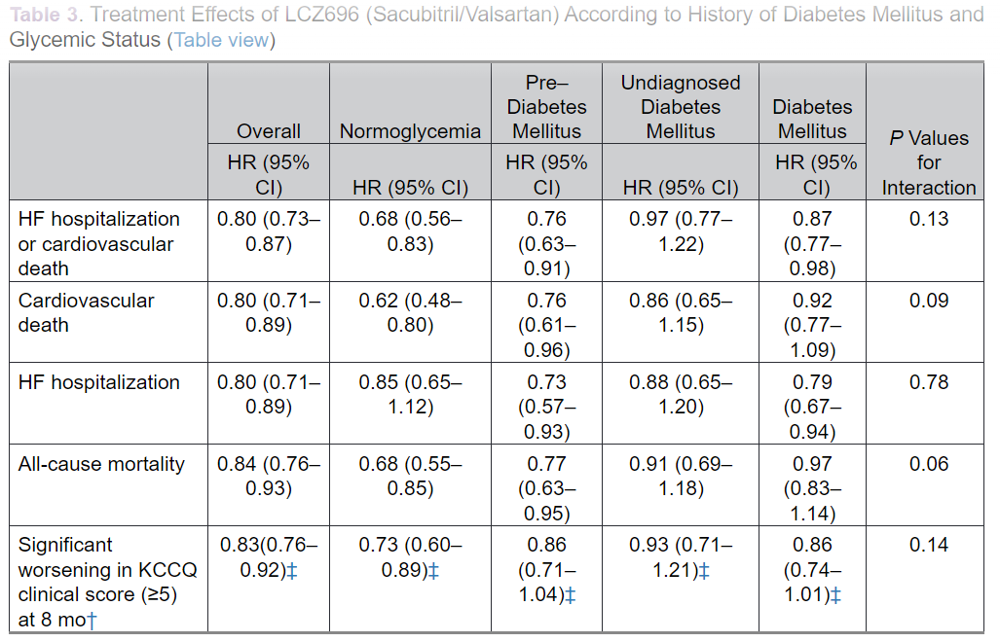 Table 3. Treatment Effects of LCZ696 (Sacubitril/Valsartan) According to History of Diabetes Mellitus and
Glycemic Status (Table view)
Overall
Normoglycemia
Pre–
Diabetes
Mellitus
Undiagnosed
Diabetes
Mellitus
Diabetes
Mellitus
P Values
for
Interaction
HR (95%
CI)
HR (95% CI)
HR (95%
CI)
HR (95% CI)
HR (95%
CI)
HF hospitalization
or cardiovascular
death
0.80 (0.73–
0.87)
0.68 (0.56–
0.83)
0.76
(0.63–
0.91)
0.97 (0.77–
1.22)
0.87
(0.77–
0.98)
0.13
Cardiovascular
death
0.80 (0.71–
0.89)
0.62 (0.48–
0.80)
0.76
(0.61–
0.96)
0.86 (0.65–
1.15)
0.92
(0.77–
1.09)
0.09
HF hospitalization
0.80 (0.71–
0.89)
0.85 (0.65–
1.12)
0.73
(0.57–
0.93)
0.88 (0.65–
1.20)
0.79
(0.67–
0.94)
0.78
All-cause mortality
0.84 (0.76–
0.93)
0.68 (0.55–
0.85)
0.77
(0.63–
0.95)
0.91 (0.69–
1.18)
0.97
(0.83–
1.14)
0.06
Significant
worsening in KCCQ
clinical score (≥5)
at 8 mo†
0.83(0.76–
0.92)‡
0.73 (0.60–
0.89)‡
0.86
(0.71–
1.04)‡
0.93 (0.71–
1.21)‡
0.86
(0.74–
1.01)‡
0.14